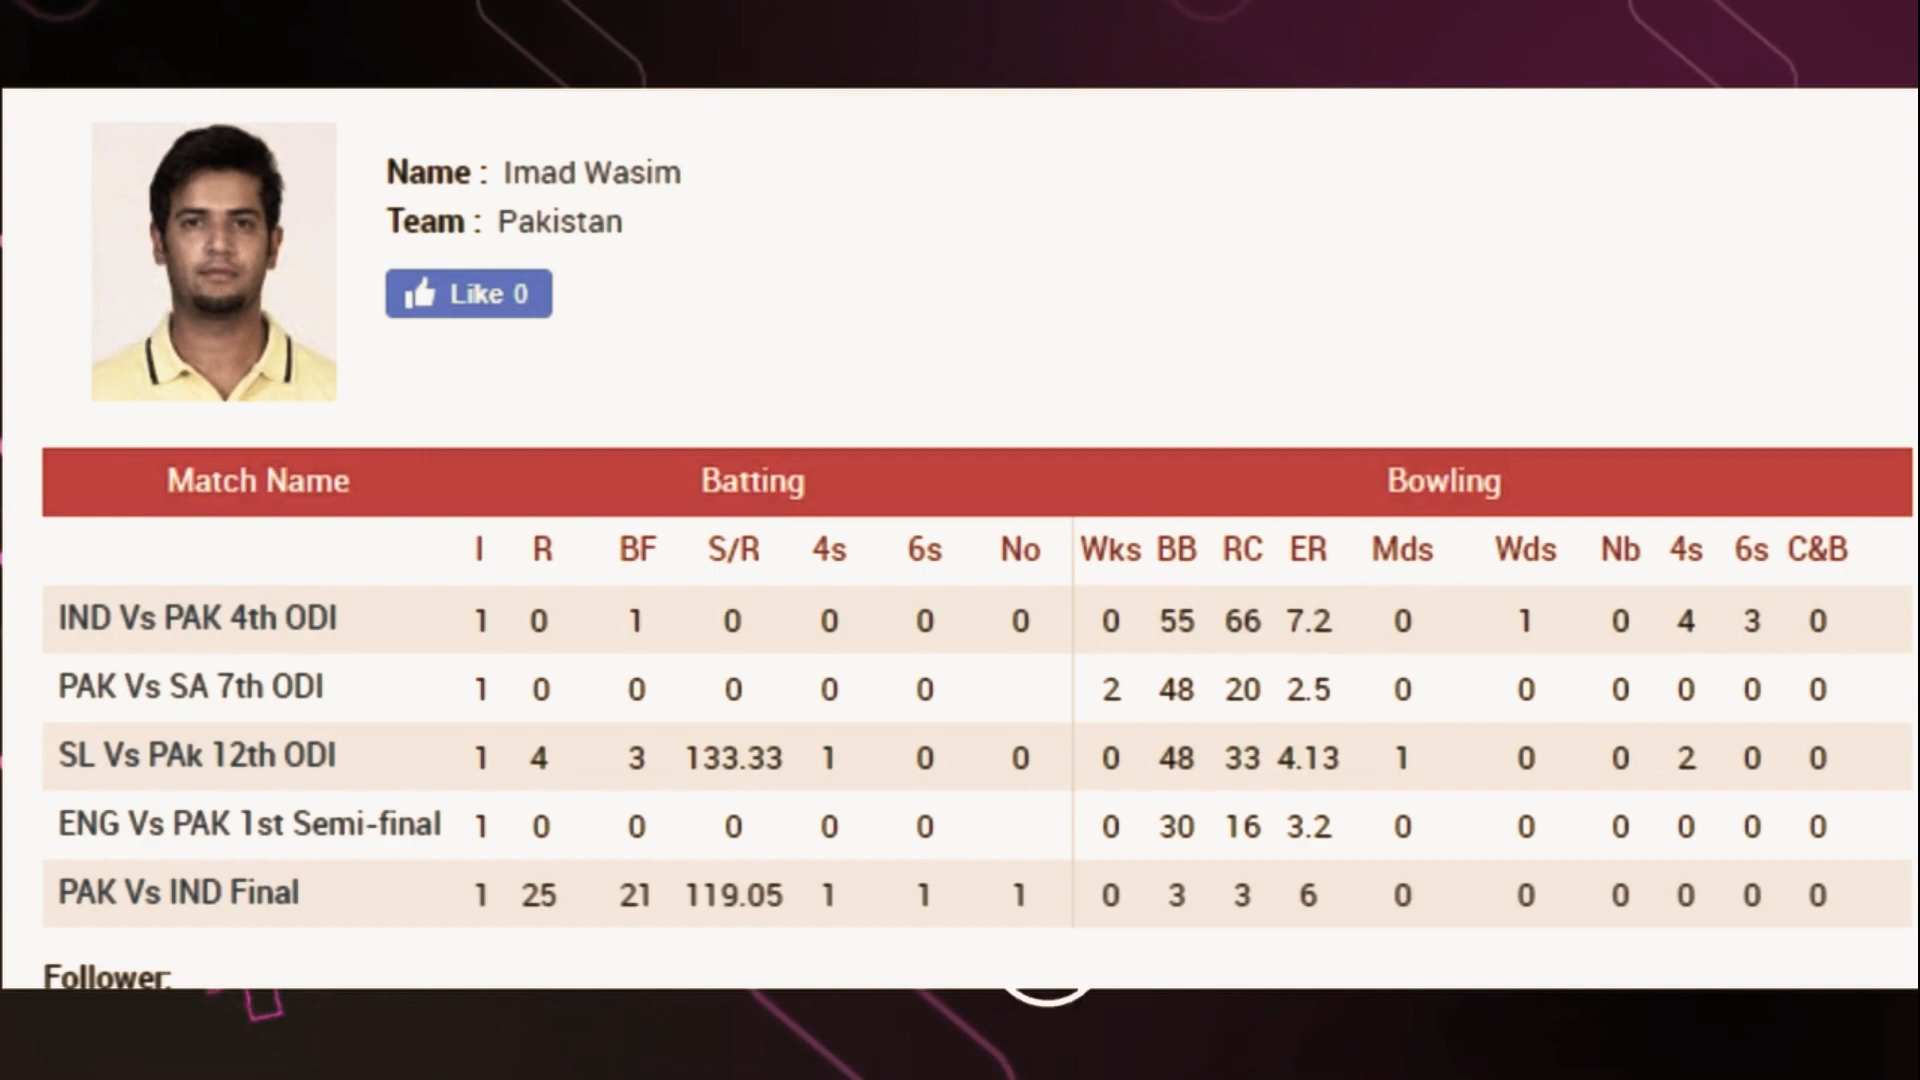 Name : Imad Wasim
Team : Pakistan
Like 0
Match Name Batting Bowling
I R BF S/R 4s 6s No Wks BB RC ER Mds Wds Nb 4s 6s C&B
IND Vs PAK 4th ODI 1 0 1 0 0 0 0 0 55 66 7.2 0 1 0 4 3 0
PAK Vs SA 7th ODI 1 0 0 0 0 0 2 48 20 2.5 0 0 0 0 0 0
SL Vs PAk 12th ODI 1 4 3 133.33 1 0 0 0 48 33 4.13 1 0 0 2 0 0
ENG Vs PAK 1st Semi-final 1 0 0 0 0 0 0 30 16 3.2 0 0 0 0 0 0
PAK Vs IND Final 1 25 21 119.05 1 1 1 0 3 3 6 0 0 0 0 0 0
Follower: